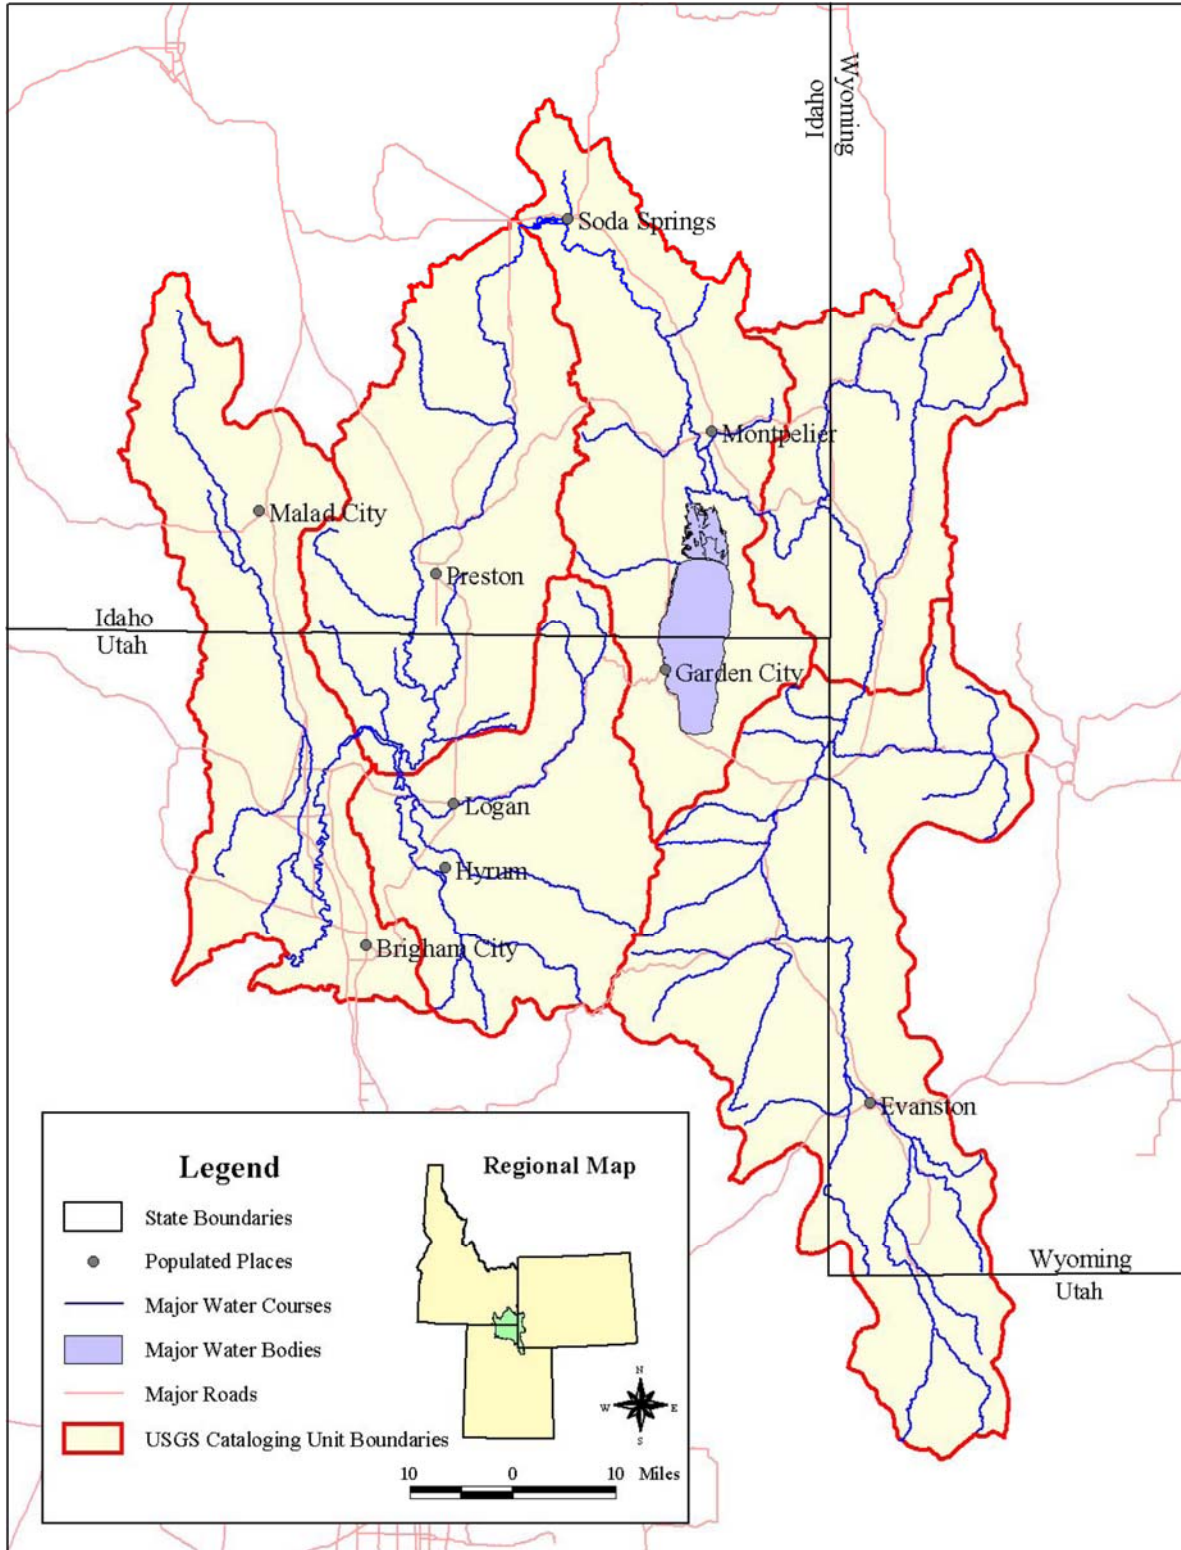 Wyoming
Idaho
Soda Springs
Montpelier
Malad City
Preston
Idaho
Utah
Garden City
Logan
Hyrum
Brigham City
Evanston
Wyoming
Utah
Legend
State Boundaries
Populated Places
Major Water Courses
Major Water Bodies
Major Roads
USGS Cataloging Unit Boundaries
Regional Map
N
W E
S
10 0 10 Miles